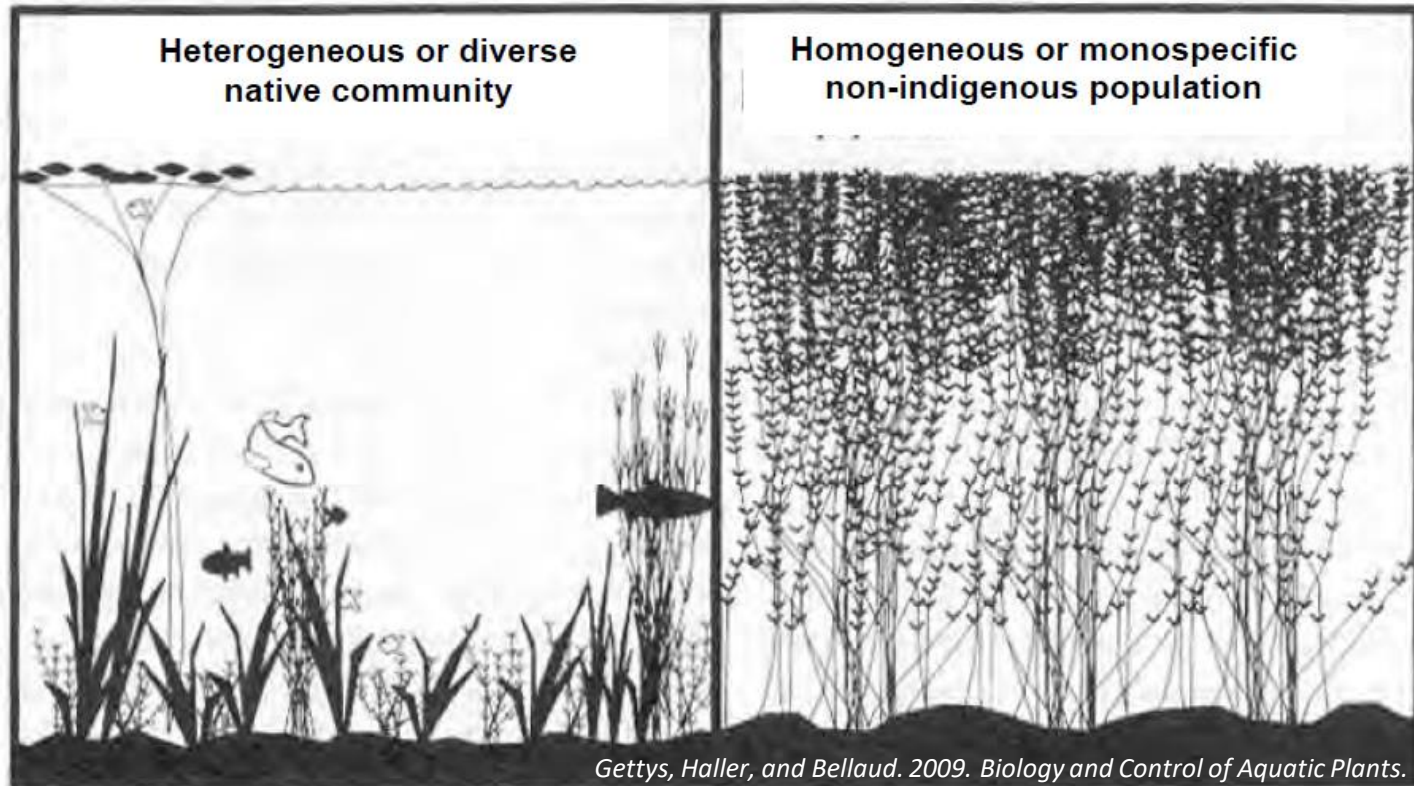 Heterogeneous or diverse
native community
Homogeneous or monospecific
non-indigenous population
Gettys, Haller, and Bellaud. 2009. Biology and Control of Aquatic Plants.